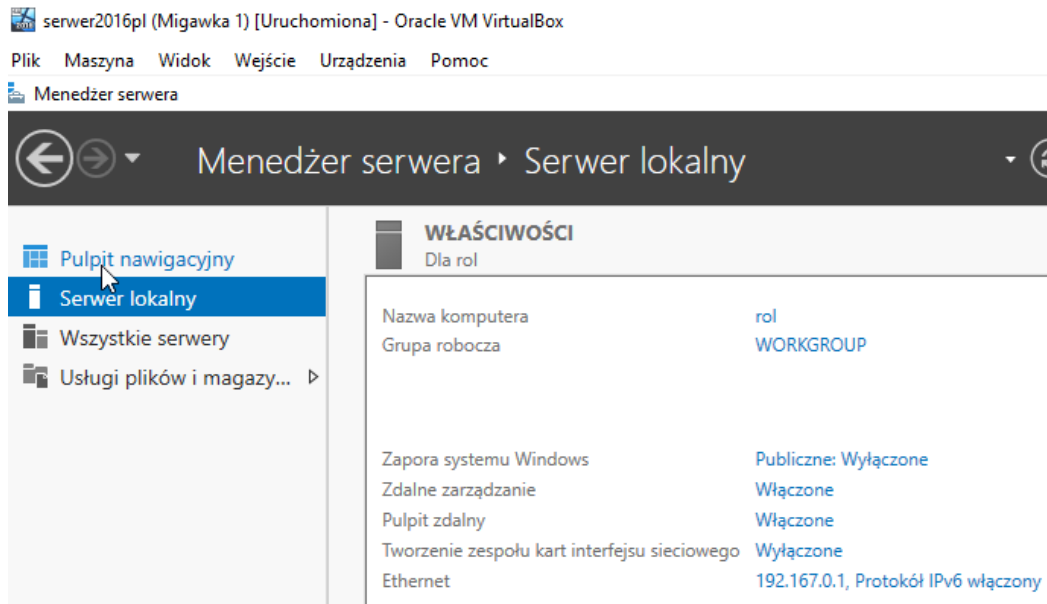 serwer2016pl (Migawka 1) [Uruchomiona] - Oracle VM VirtualBox
Plik Maszyna Widok Wejście Urządzenia Pomoc
Menedżer serwera
Menedżer serwera ‣ Serwer lokalny
Pulpit nawigacyjny
Serwer lokalny
Wszystkie serwery
Usługi plików i magazy...
WŁAŚCIWOŚCI
Dla rol
Nazwa komputera rol
Grupa robocza WORKGROUP
Zapora systemu Windows Publiczne: Wyłączone
Zdalne zarządzanie Włączone
Pulpit zdalny Włączone
Tworzenie zespołu kart interfejsu sieciowego Wyłączone
Ethernet 192.167.0.1, Protokół IPv6 włączony